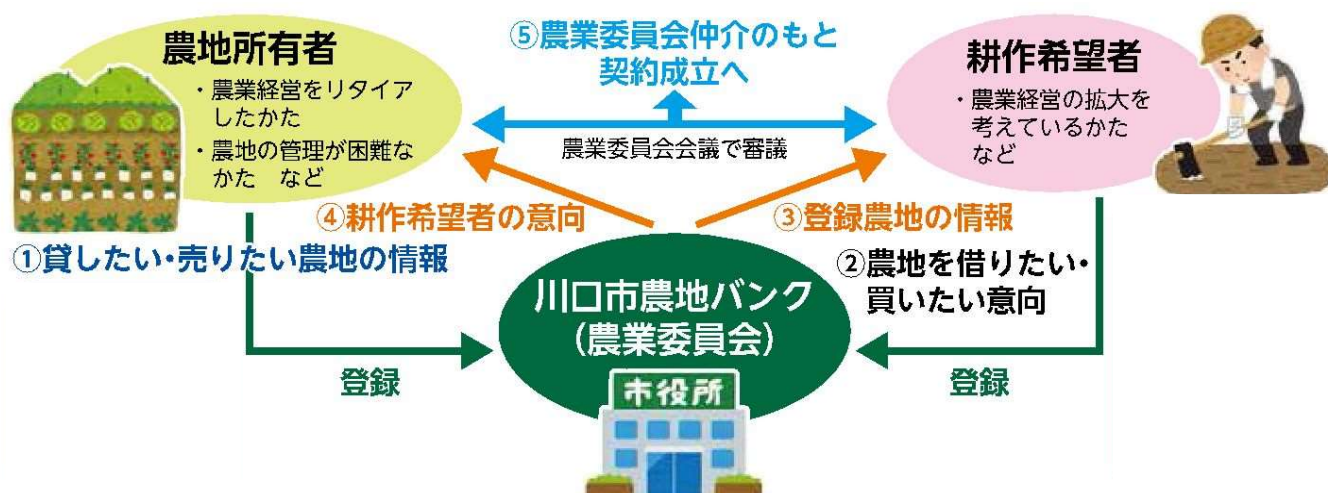 農地所有者
・農業経営をリタイア
したかた
・農地の管理が困難な
かた　など
⑤農業委員会仲介のもと
契約成立へ
農業委員会会議で審議
耕作希望者
・農業経営の拡大を
考えているかた
など
④耕作希望者の意向
③登録農地の情報
①貸したい・売りたい農地の情報
②農地を借りたい・
買いたい意向
川口市農地バンク
(農業委員会)
登録
登録
市役所